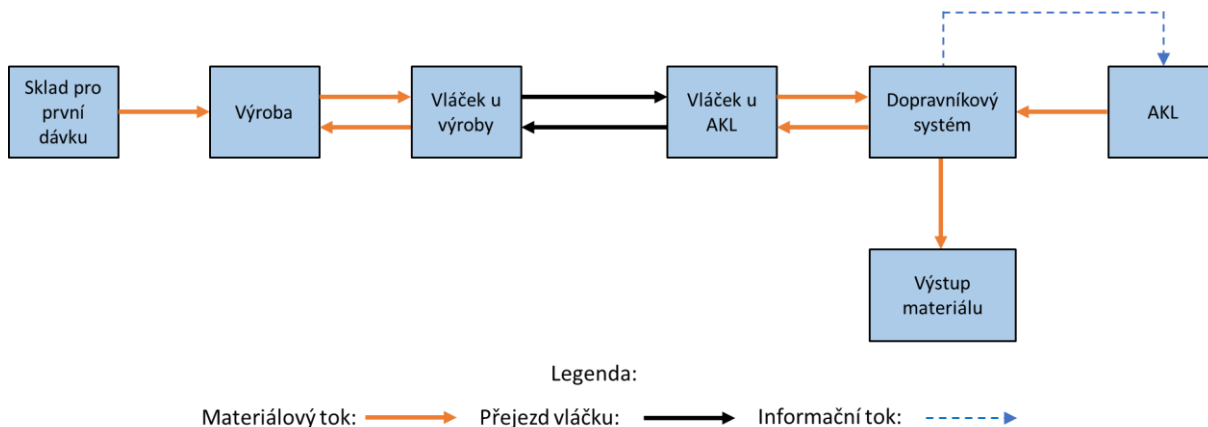 Sklad pro
první
dávku
Výroba
Vláček u
výroby
Vláček u
AKL
Dopravníkový
systém
AKL
Výstup
materiálu
Legenda:
Materiálový tok:
Přejezd vláčku:
Informační tok: